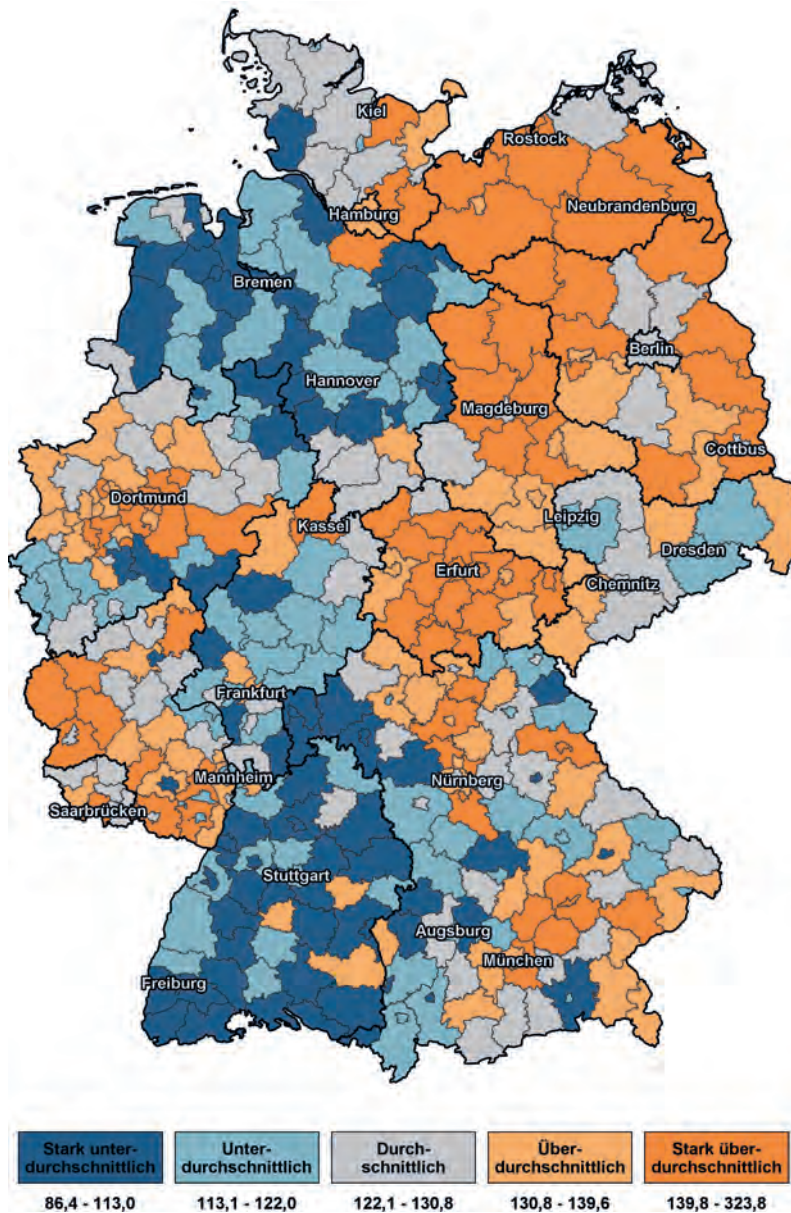 Kiel
Rostock
Hamburg
Neubrandenburg
Bremen
Berlin
Hannover
Magdeburg
Cottbus
Dortmund
Leipzig
Kassel
Dresden
Erfurt
Chemnitz
Frankfurt
Mannheim
Nürnberg
Saarbrücken
Stuttgart
Augsburg
München
Freiburg
Stark unter-
durchschnittlich
Unter-
durchschnittlich
Durch-
schnittlich
Über-
durchschnittlich
Stark über-
durchschnittlich
86,4 - 113,0
113,1 - 122,0
122,1 - 130,8
130,8 - 139,6
139,8 - 323,8